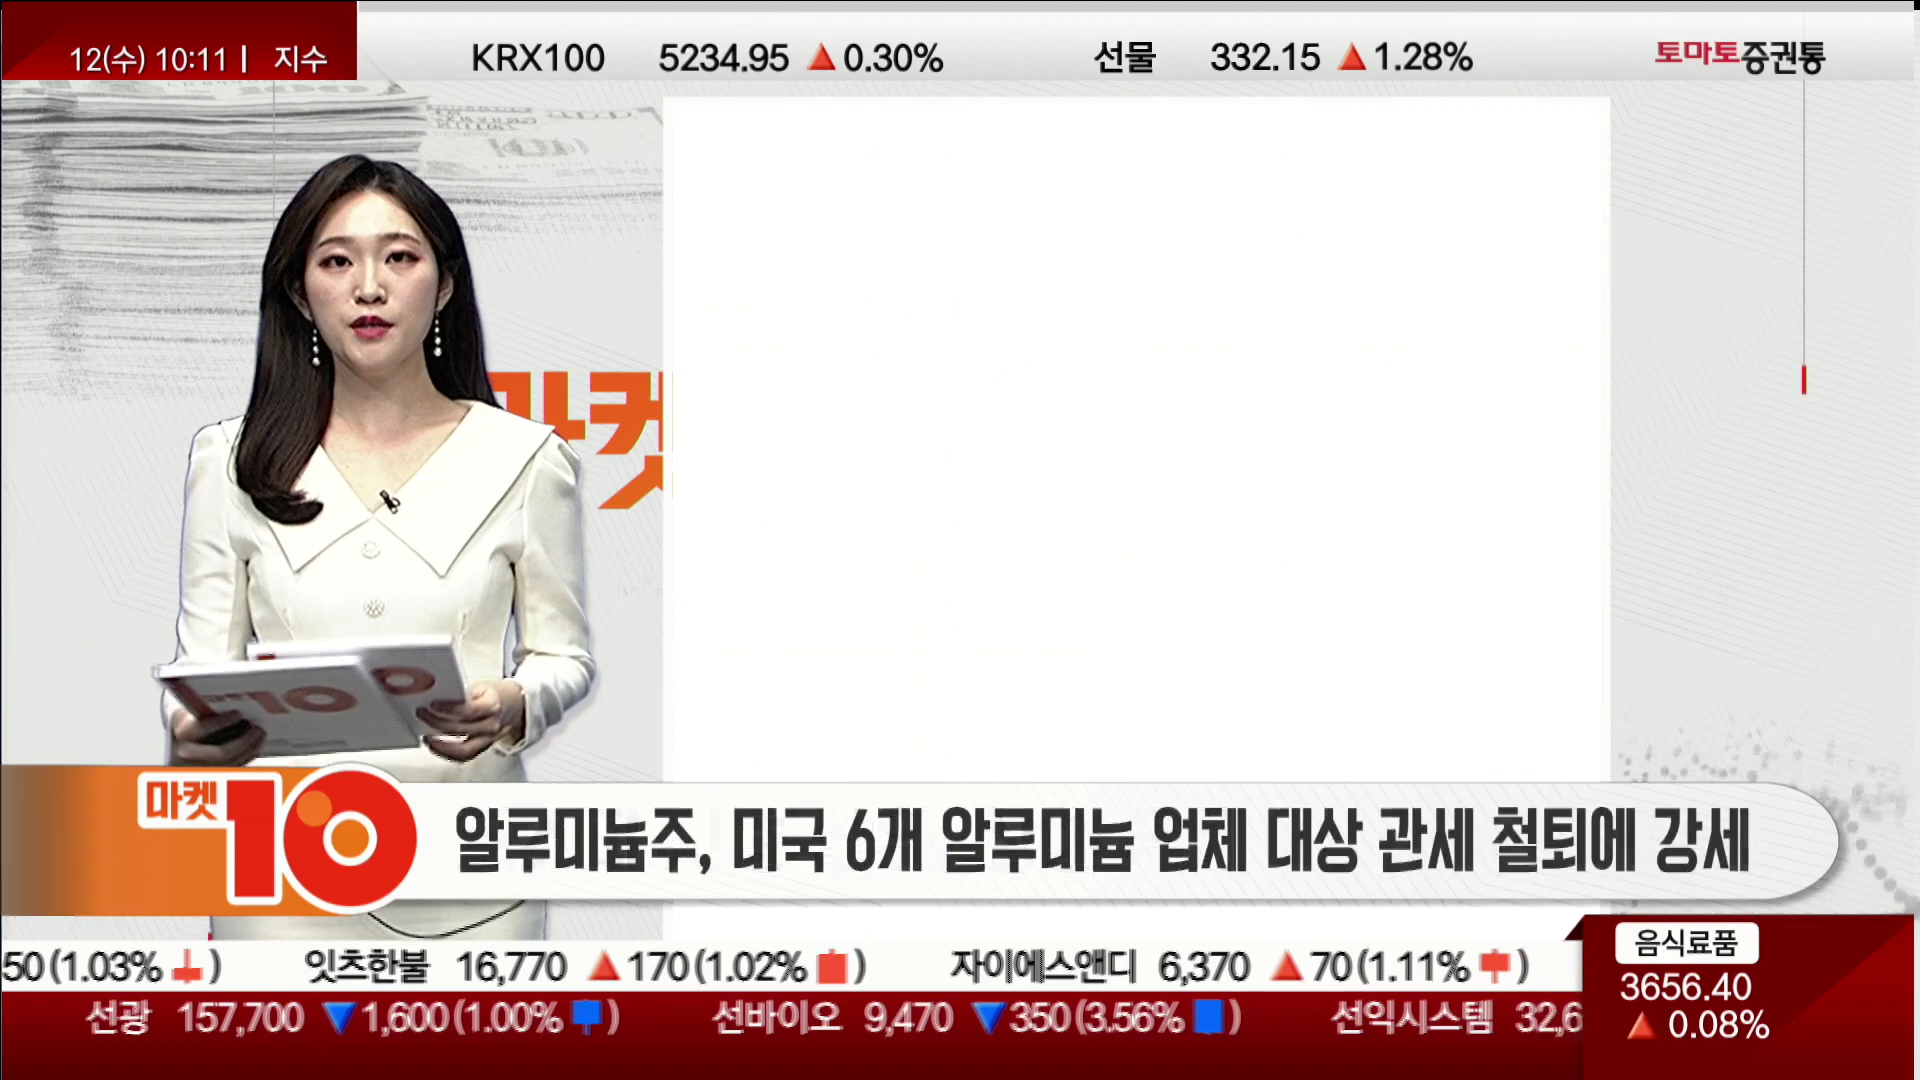 12(수) 10:11 | 지수
KRX100 5234.95 ▲ 0.30% 선물 332.15 ▲ 1.28%
토마토증권통
마켓
10
마켓 10
알루미늄주, 미국 6개 알루미늄 업체 대상 관세 철퇴에 강세
50 (1.03% ) 잇츠한불 16,770 ▲ 170 (1.02% ) 자이에스앤디 6,370 ▲ 70 (1.11% )
선광 157,700 ▼ 1,600 (1.00% ) 선바이오 9,470 ▼ 350 (3.56% ) 선익시스템 32,6
음식료품
3656.40
▲ 0.08%